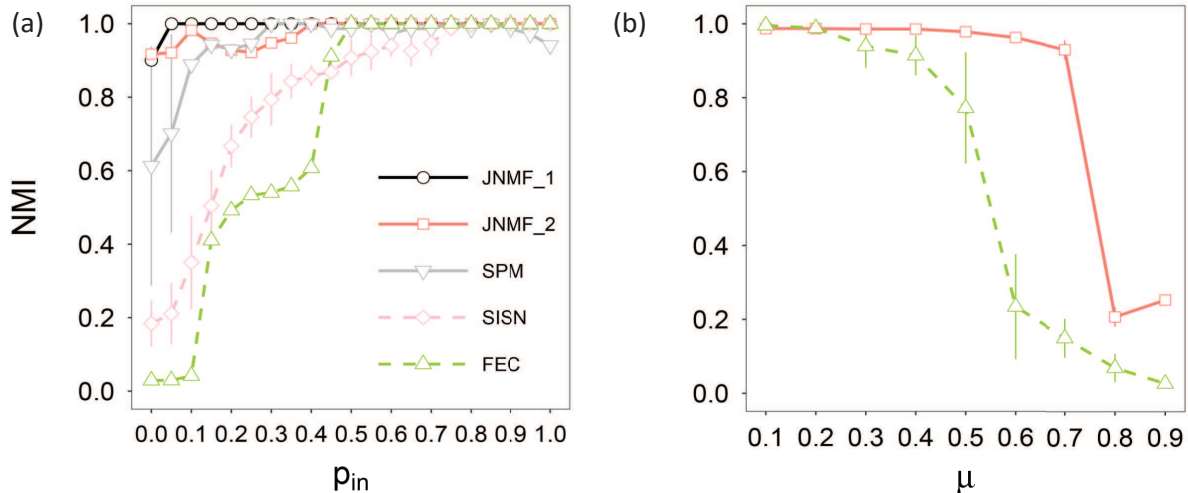 (a)
NMI
1.0
0.8
0.6
0.4
0.2
0.0
JNMF_1
JNMF_2
SPM
SISN
FEC
0.0 0.1 0.2 0.3 0.4 0.5 0.6 0.7 0.8 0.9 1.0
pin
(b)
1.0
0.8
0.6
0.4
0.2
0.0
0.1 0.2 0.3 0.4 0.5 0.6 0.7 0.8 0.9
μ